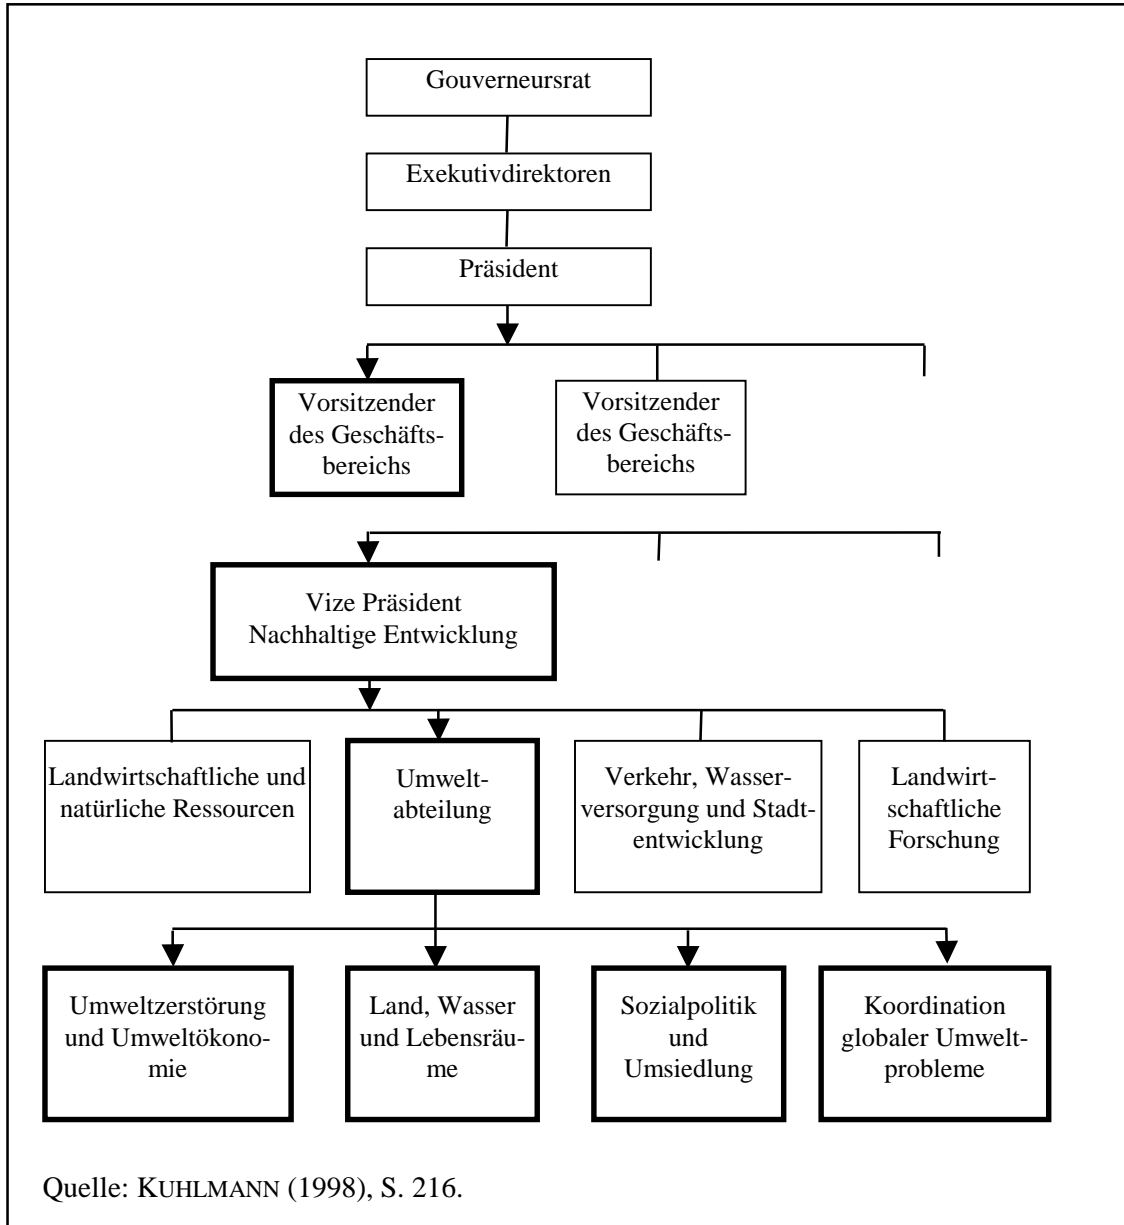 Gouverneursrat
Exekutivdirektoren
Präsident
Vorsitzender
des Geschäfts-
bereichs
Vorsitzender
des Geschäfts-
bereichs
Vize Präsident
Nachhaltige Entwicklung
Landwirtschaftliche und
natürliche Ressourcen
Umwelt-
abteilung
Verkehr, Wasser-
versorgung und Stadt-
entwicklung
Landwirt-
schaftliche
Forschung
Umweltzerstörung
und Umweltökono-
mie
Land, Wasser
und Lebensräu-
me
Sozialpolitik
und
Umsiedlung
Koordination
globaler Umwelt-
probleme
Quelle: KUHLMANN (1998), S. 216.